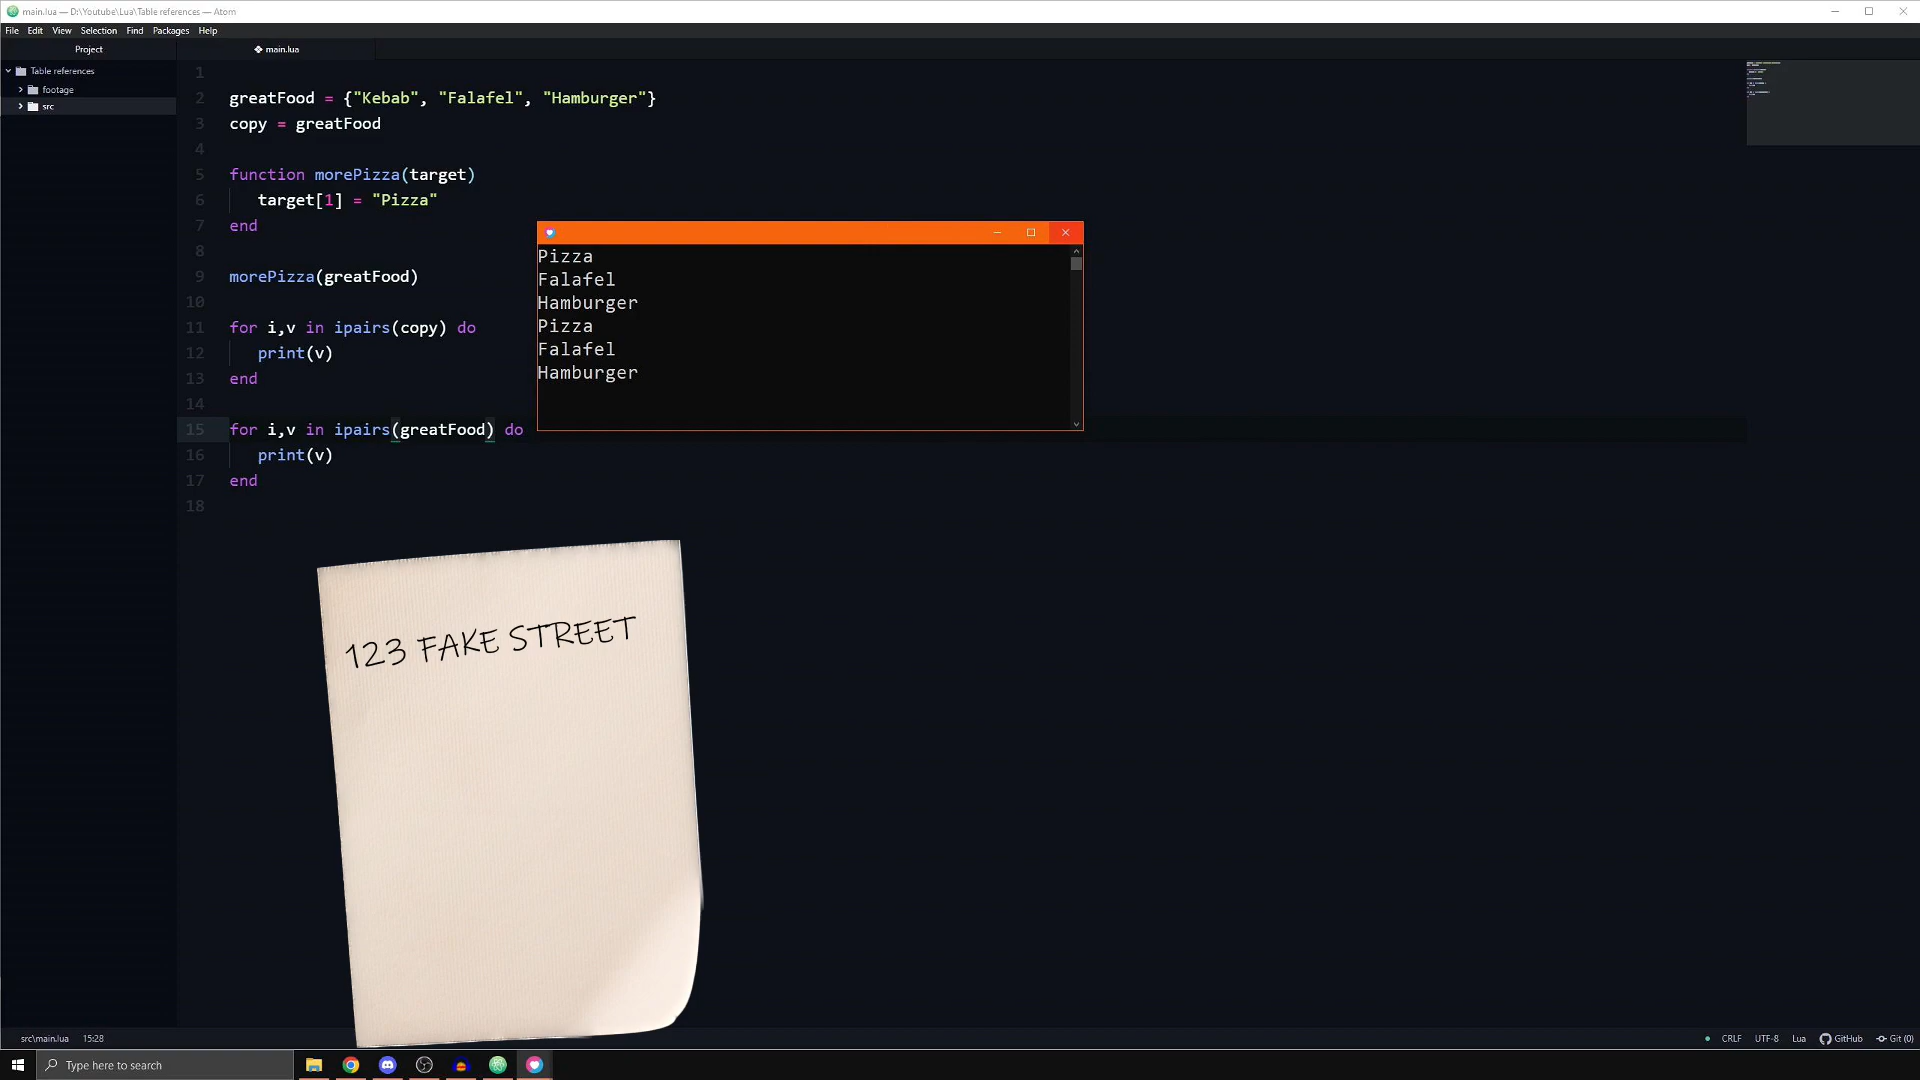 main.lua — D:\Youtube\Lua\Table references — Atom
File Edit View Selection Find Packages Help
Project
main.lua
Table references
footage
src
1
2 greatFood = {"Kebab", "Falafel", "Hamburger"}
3 copy = greatFood
4
5 function morePizza(target)
6 target[1] = "Pizza"
7 end
8
9 morePizza(greatFood)
10
11 for i,v in ipairs(copy) do
12 print(v)
13 end
14
15 for i,v in ipairs(greatFood) do
16 print(v)
17 end
18
Pizza
Falafel
Hamburger
Pizza
Falafel
Hamburger
123 FAKE STREET
src\main.lua 15:28
CRLF UTF-8 Lua GitHub Git (0)
Type here to search